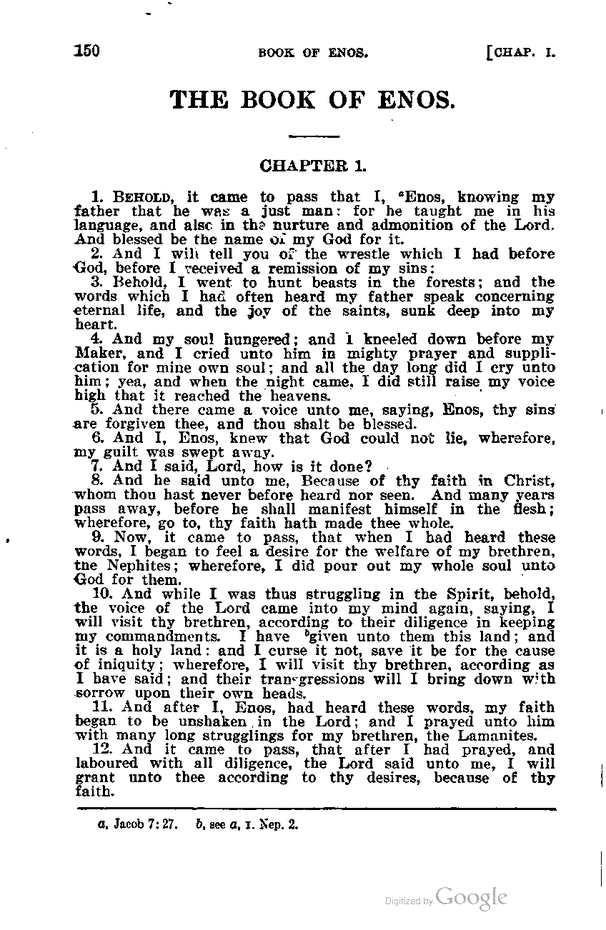 150 BOOK OF ENOS. [CHAP. I.
THE BOOK OF ENOS.
CHAPTER 1.
1. BEHOLD, it came to pass that I, ᵃEnos, knowing my
father that he was a just man: for he taught me in his
language, and also in the nurture and admonition of the Lord.
And blessed be the name of my God for it.
2. And I will tell you of the wrestle which I had before
God, before I received a remission of my sins:
3. Behold, I went to hunt beasts in the forests; and the
words which I had often heard my father speak concerning
eternal life, and the joy of the saints, sunk deep into my
heart.
4. And my soul hungered; and I kneeled down before my
Maker, and I cried unto him in mighty prayer and suppli-
cation for mine own soul; and all the day long did I cry unto
him; yea, and when the night came, I did still raise my voice
high that it reached the heavens.
5. And there came a voice unto me, saying, Enos, thy sins
are forgiven thee, and thou shalt be blessed.
6. And I, Enos, knew that God could not lie, wherefore,
my guilt was swept away.
7. And I said, Lord, how is it done?
8. And he said unto me, Because of thy faith in Christ,
whom thou hast never before heard nor seen. And many years
pass away, before he shall manifest himself in the flesh;
wherefore, go to, thy faith hath made thee whole.
9. Now, it came to pass, that when I had heard these
words, I began to feel a desire for the welfare of my brethren,
the Nephites; wherefore, I did pour out my whole soul unto
God for them.
10. And while I was thus struggling in the Spirit, behold,
the voice of the Lord came into my mind again, saying, I
will visit thy brethren, according to their diligence in keeping
my commandments. I have ᵇgiven unto them this land; and
it is a holy land: and I curse it not, save it be for the cause
of iniquity; wherefore, I will visit thy brethren, according as
I have said; and their transgressions will I bring down with
sorrow upon their own heads.
11. And after I, Enos, had heard these words, my faith
began to be unshaken in the Lord; and I prayed unto him
with many long strugglings for my brethren, the Lamanites.
12. And it came to pass, that after I had prayed, and
laboured with all diligence, the Lord said unto me, I will
grant unto thee according to thy desires, because of thy
faith.
a, Jacob 7: 27. b, see a, I. Nep. 2.
Digitized by Google